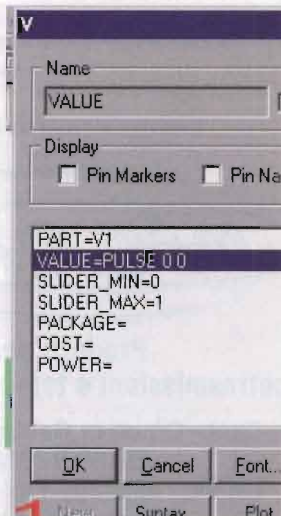 V
Name
VALUE
Display
Pin Markers Pin Na
PART=V1
VALUE=PULSE 0 0
SLIDER_MIN=0
SLIDER_MAX=1
PACKAGE=
COST=
POWER=
OK Cancel Font...
New Syntax Plot
1